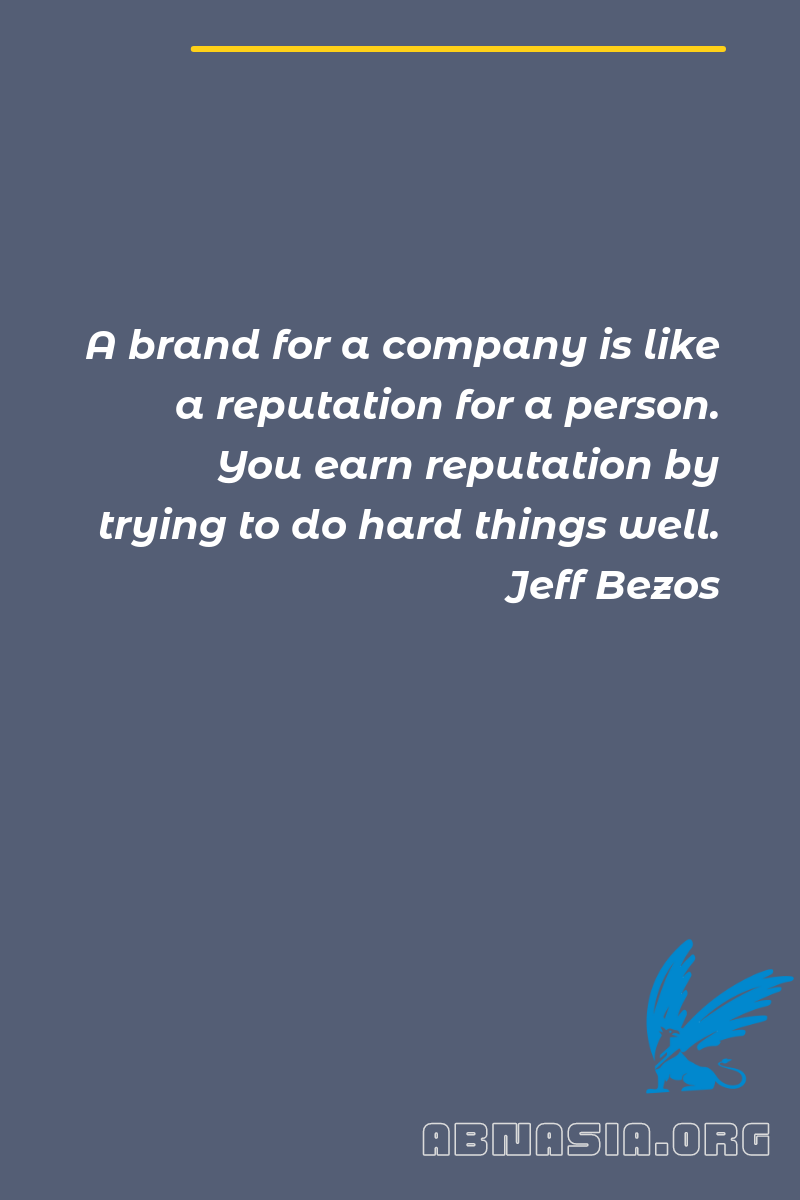 A brand for a company is like
a reputation for a person.
You earn reputation by
trying to do hard things well.
Jeff Bezos
ABNASIA.ORG